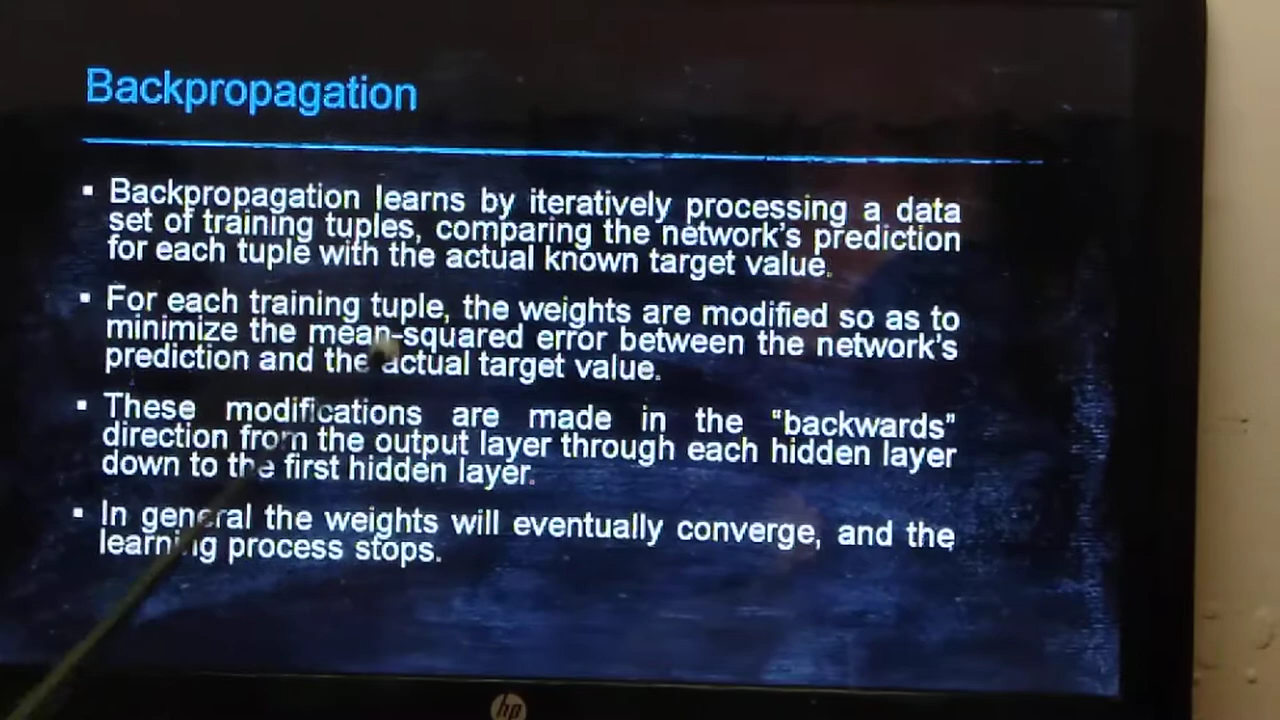 Backpropagation
▪ Backpropagation learns by iteratively processing a data
set of training tuples, comparing the network's prediction
for each tuple with the actual known target value.
▪ For each training tuple, the weights are modified so as to
minimize the mean-squared error between the network's
prediction and the actual target value.
▪ These modifications are made in the "backwards"
direction from the output layer through each hidden layer
down to the first hidden layer.
▪ In general the weights will eventually converge, and the
learning process stops.
hp